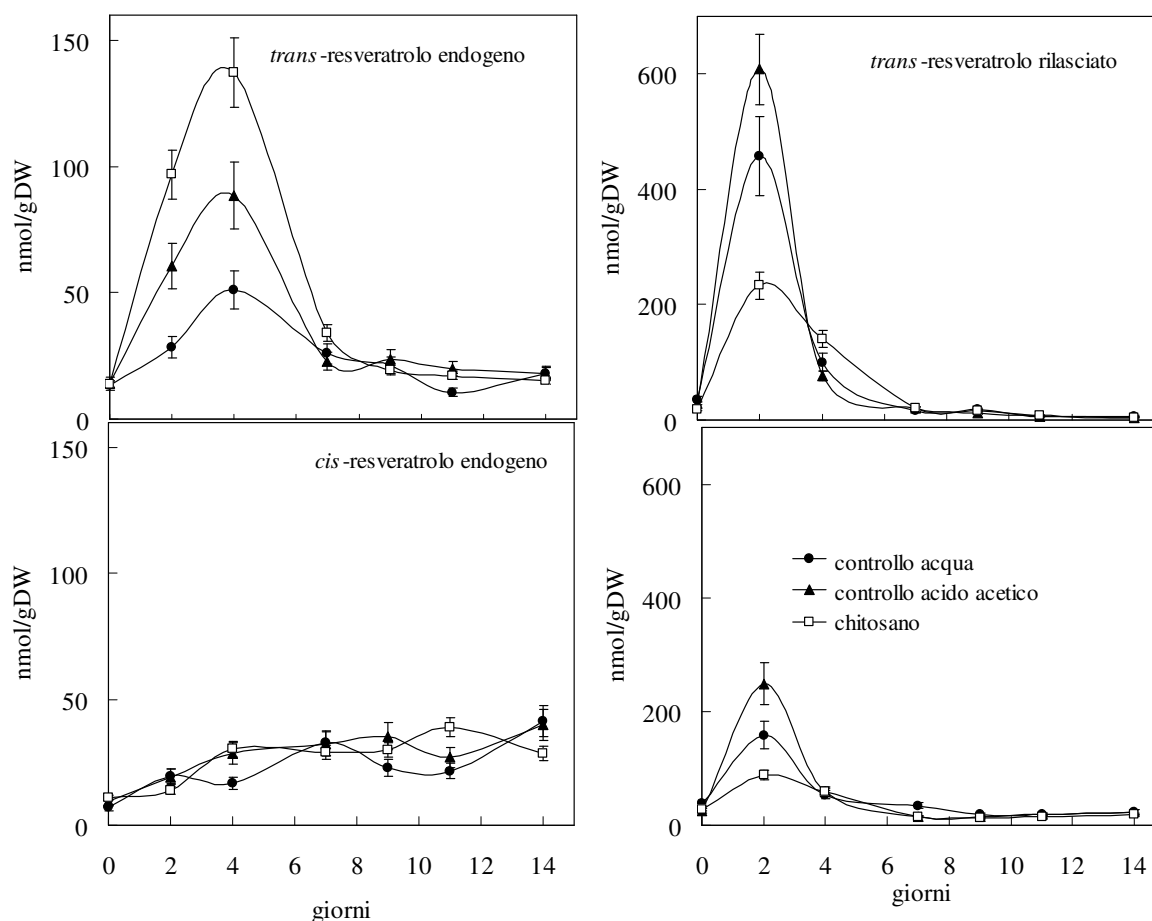 trans-resveratrolo endogeno
nmol/gDW
150
100
50
0
trans-resveratrolo rilasciato
nmol/gDW
600
400
200
0
cis-resveratrolo endogeno
nmol/gDW
150
100
50
0
0 2 4 6 8 10 12 14
giorni
nmol/gDW
600
400
200
0
controllo acqua
controllo acido acetico
chitosano
0 2 4 6 8 10 12 14
giorni